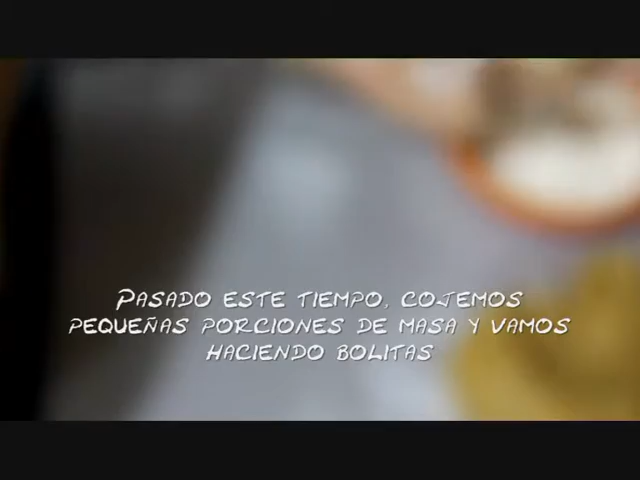 Pasado este tiempo, cojemos
pequeñas porciones de masa y vamos
haciendo bolitas